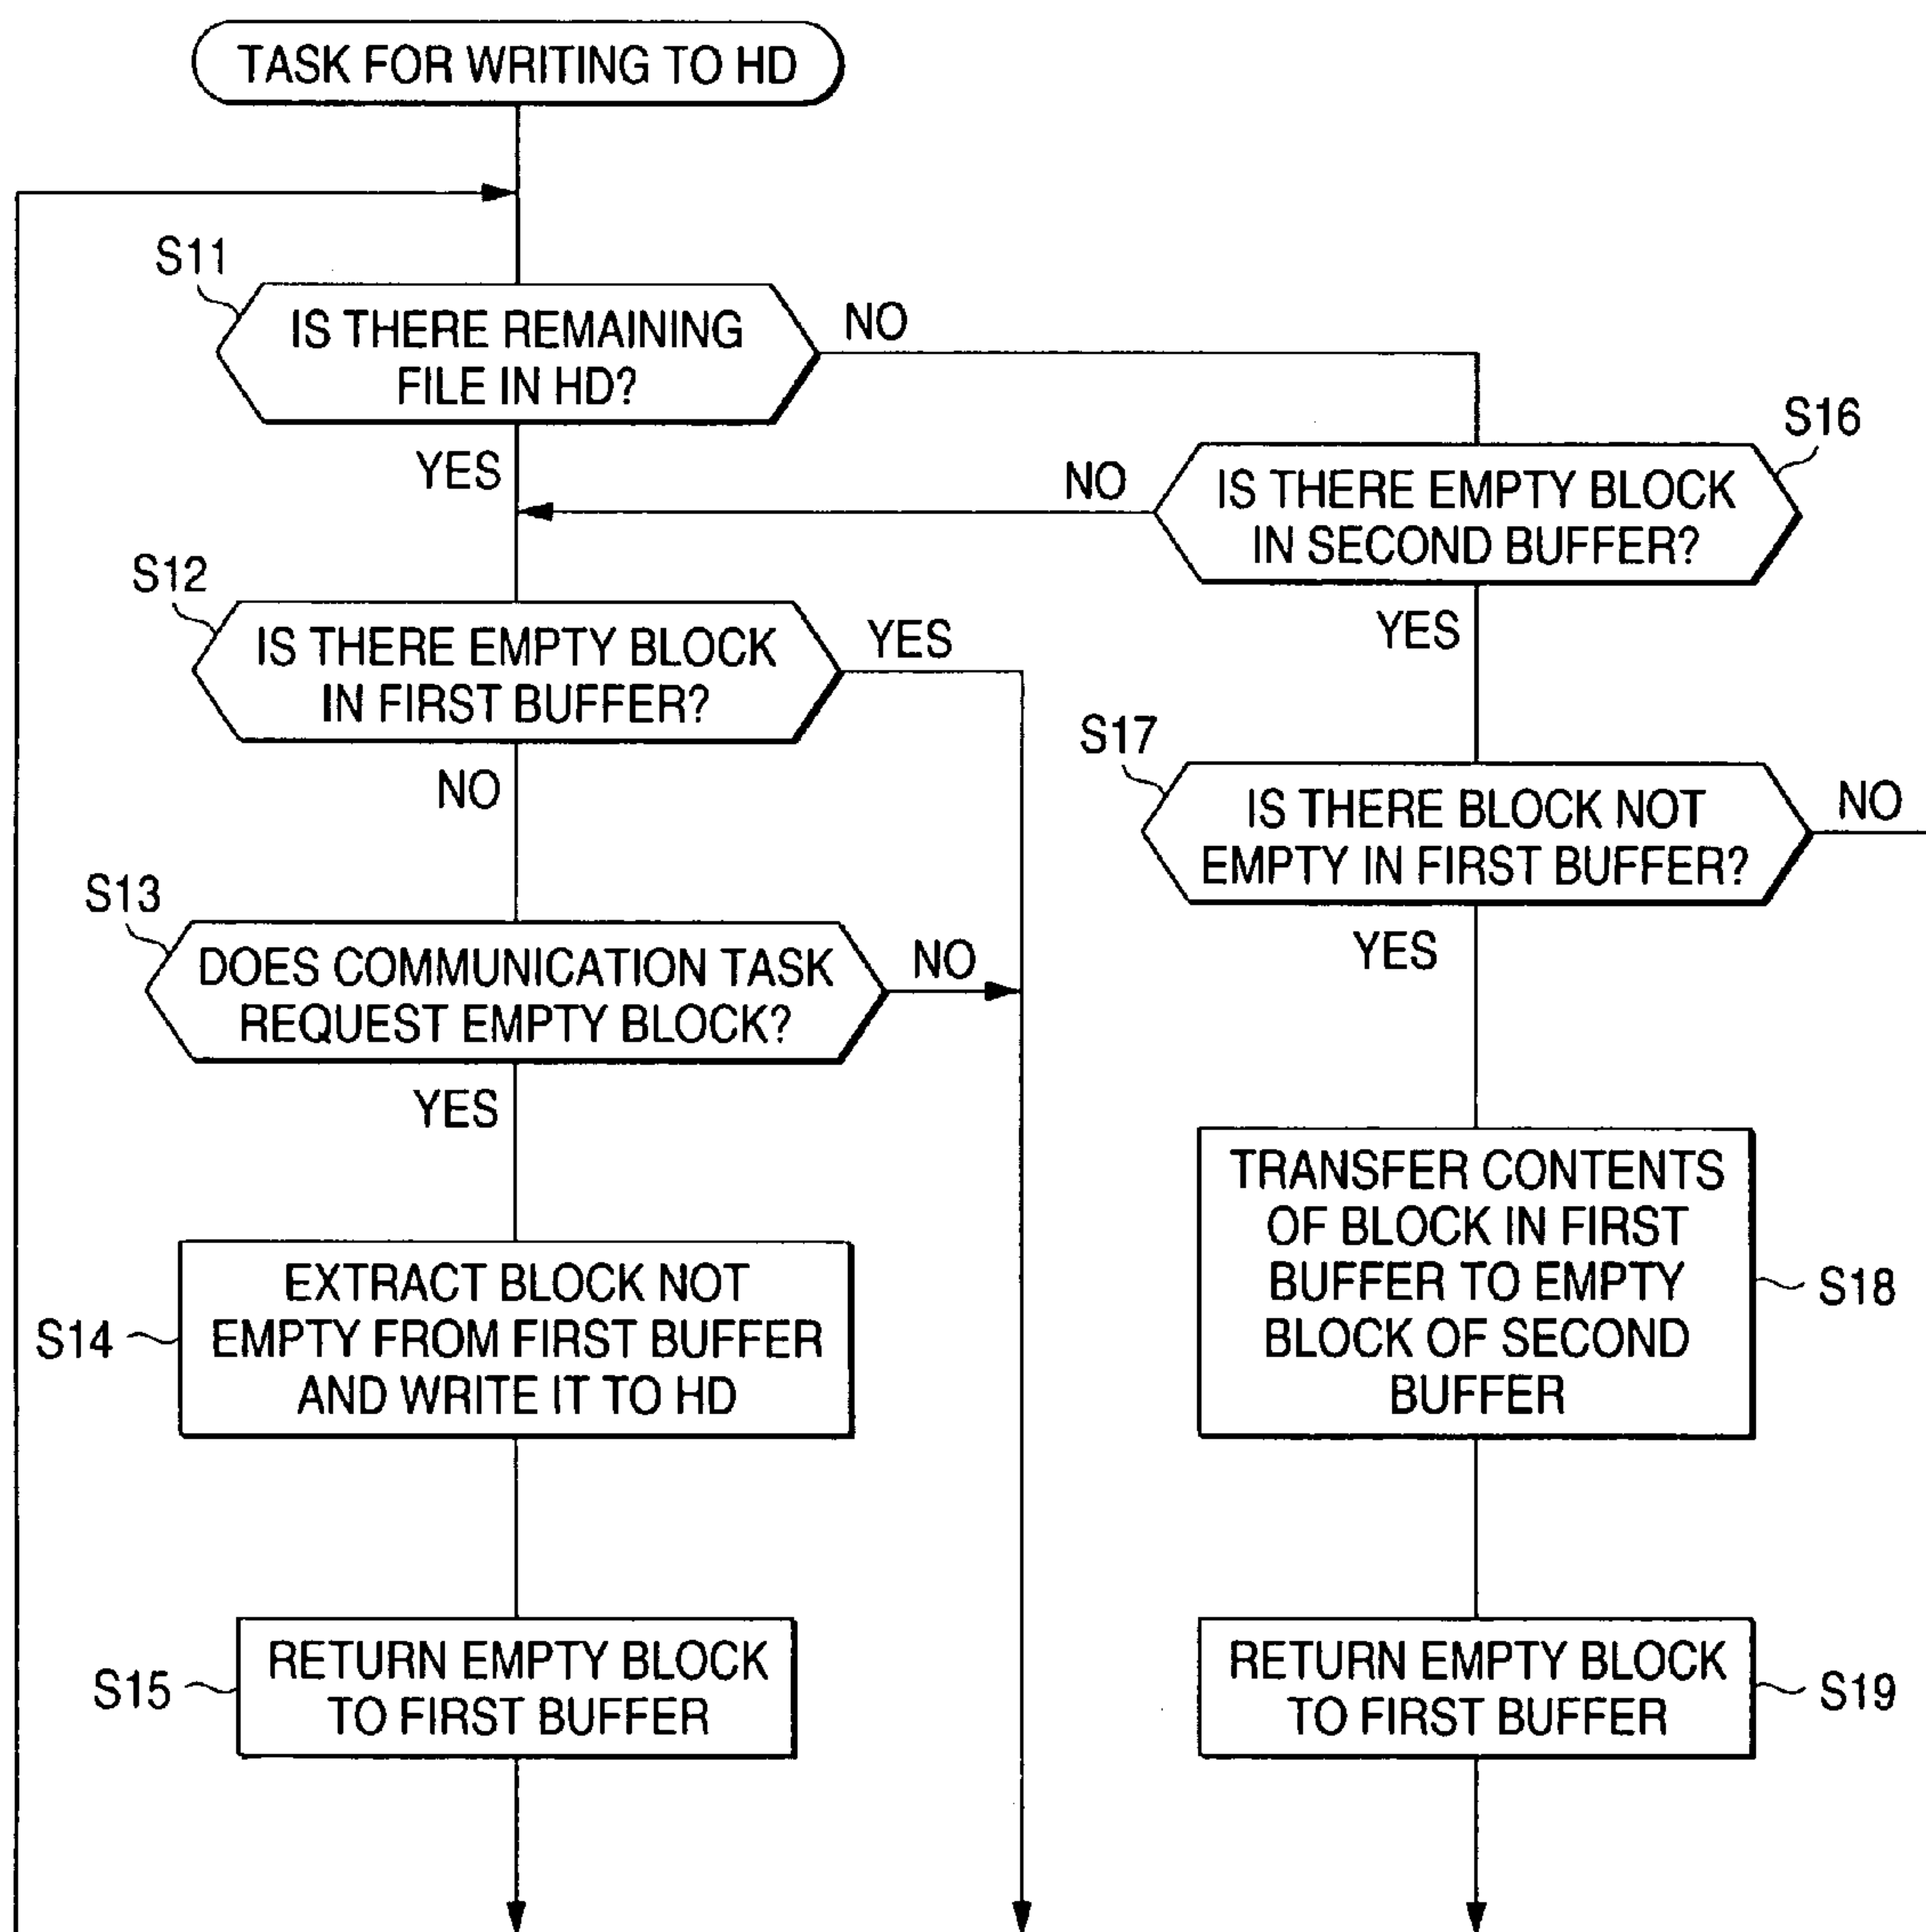 TASK FOR WRITING TO HD
S11
IS THERE REMAINING
FILE IN HD?
NO
YES
S16
IS THERE EMPTY BLOCK
IN SECOND BUFFER?
NO
YES
S12
IS THERE EMPTY BLOCK
IN FIRST BUFFER?
YES
NO
S17
IS THERE BLOCK NOT
EMPTY IN FIRST BUFFER?
NO
YES
S13
DOES COMMUNICATION TASK
REQUEST EMPTY BLOCK?
NO
YES
S14
EXTRACT BLOCK NOT
EMPTY FROM FIRST BUFFER
AND WRITE IT TO HD
TRANSFER CONTENTS
OF BLOCK IN FIRST
BUFFER TO EMPTY
BLOCK OF SECOND
BUFFER
S18
S15
RETURN EMPTY BLOCK
TO FIRST BUFFER
RETURN EMPTY BLOCK
TO FIRST BUFFER
S19